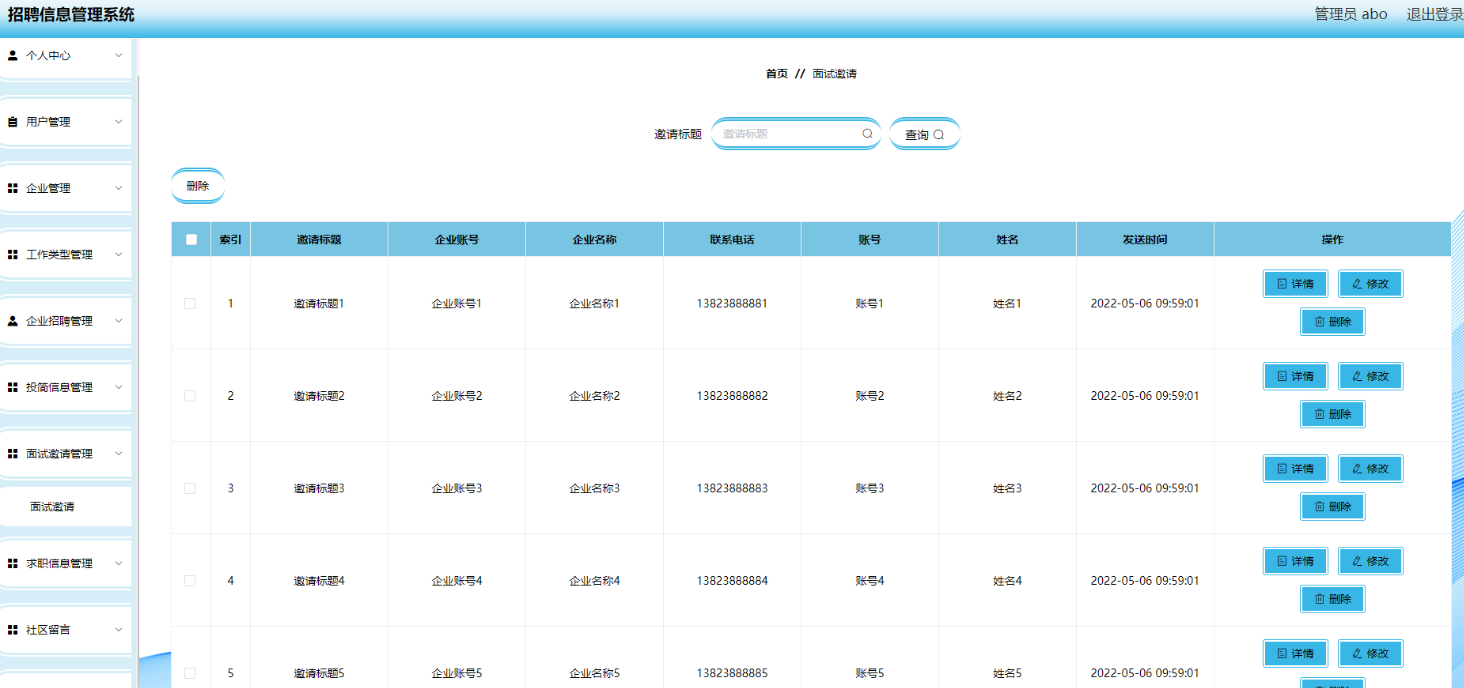 招聘信息管理系统 管理员 abo 退出登录
个人中心
用户管理
企业管理
工作类型管理
企业招聘管理
投简信息管理
面试邀请管理
面试邀请
求职信息管理
社区留言
首页 // 面试邀请
邀请标题 邀请标题 查询
删除
索引 邀请标题 企业账号 企业名称 联系电话 账号 姓名 发送时间 操作
1 邀请标题1 企业账号1 企业名称1 13823888881 账号1 姓名1 2022-05-06 09:59:01 详情 修改
删除
2 邀请标题2 企业账号2 企业名称2 13823888882 账号2 姓名2 2022-05-06 09:59:01 详情 修改
删除
3 邀请标题3 企业账号3 企业名称3 13823888883 账号3 姓名3 2022-05-06 09:59:01 详情 修改
删除
4 邀请标题4 企业账号4 企业名称4 13823888884 账号4 姓名4 2022-05-06 09:59:01 详情 修改
删除
5 邀请标题5 企业账号5 企业名称5 13823888885 账号5 姓名5 2022-05-06 09:59:01 详情 修改